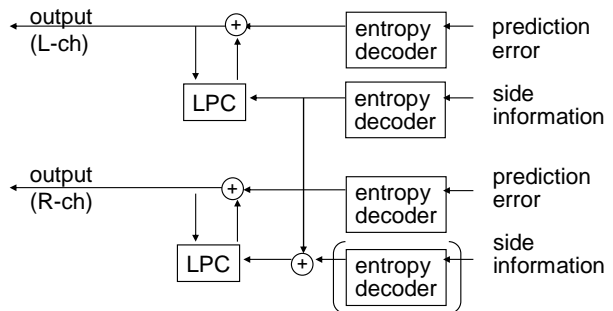 output
(L-ch)
+
entropy
decoder
prediction
error
LPC
entropy
decoder
side
information
output
(R-ch)
+
entropy
decoder
prediction
error
LPC
+
entropy
decoder
side
information